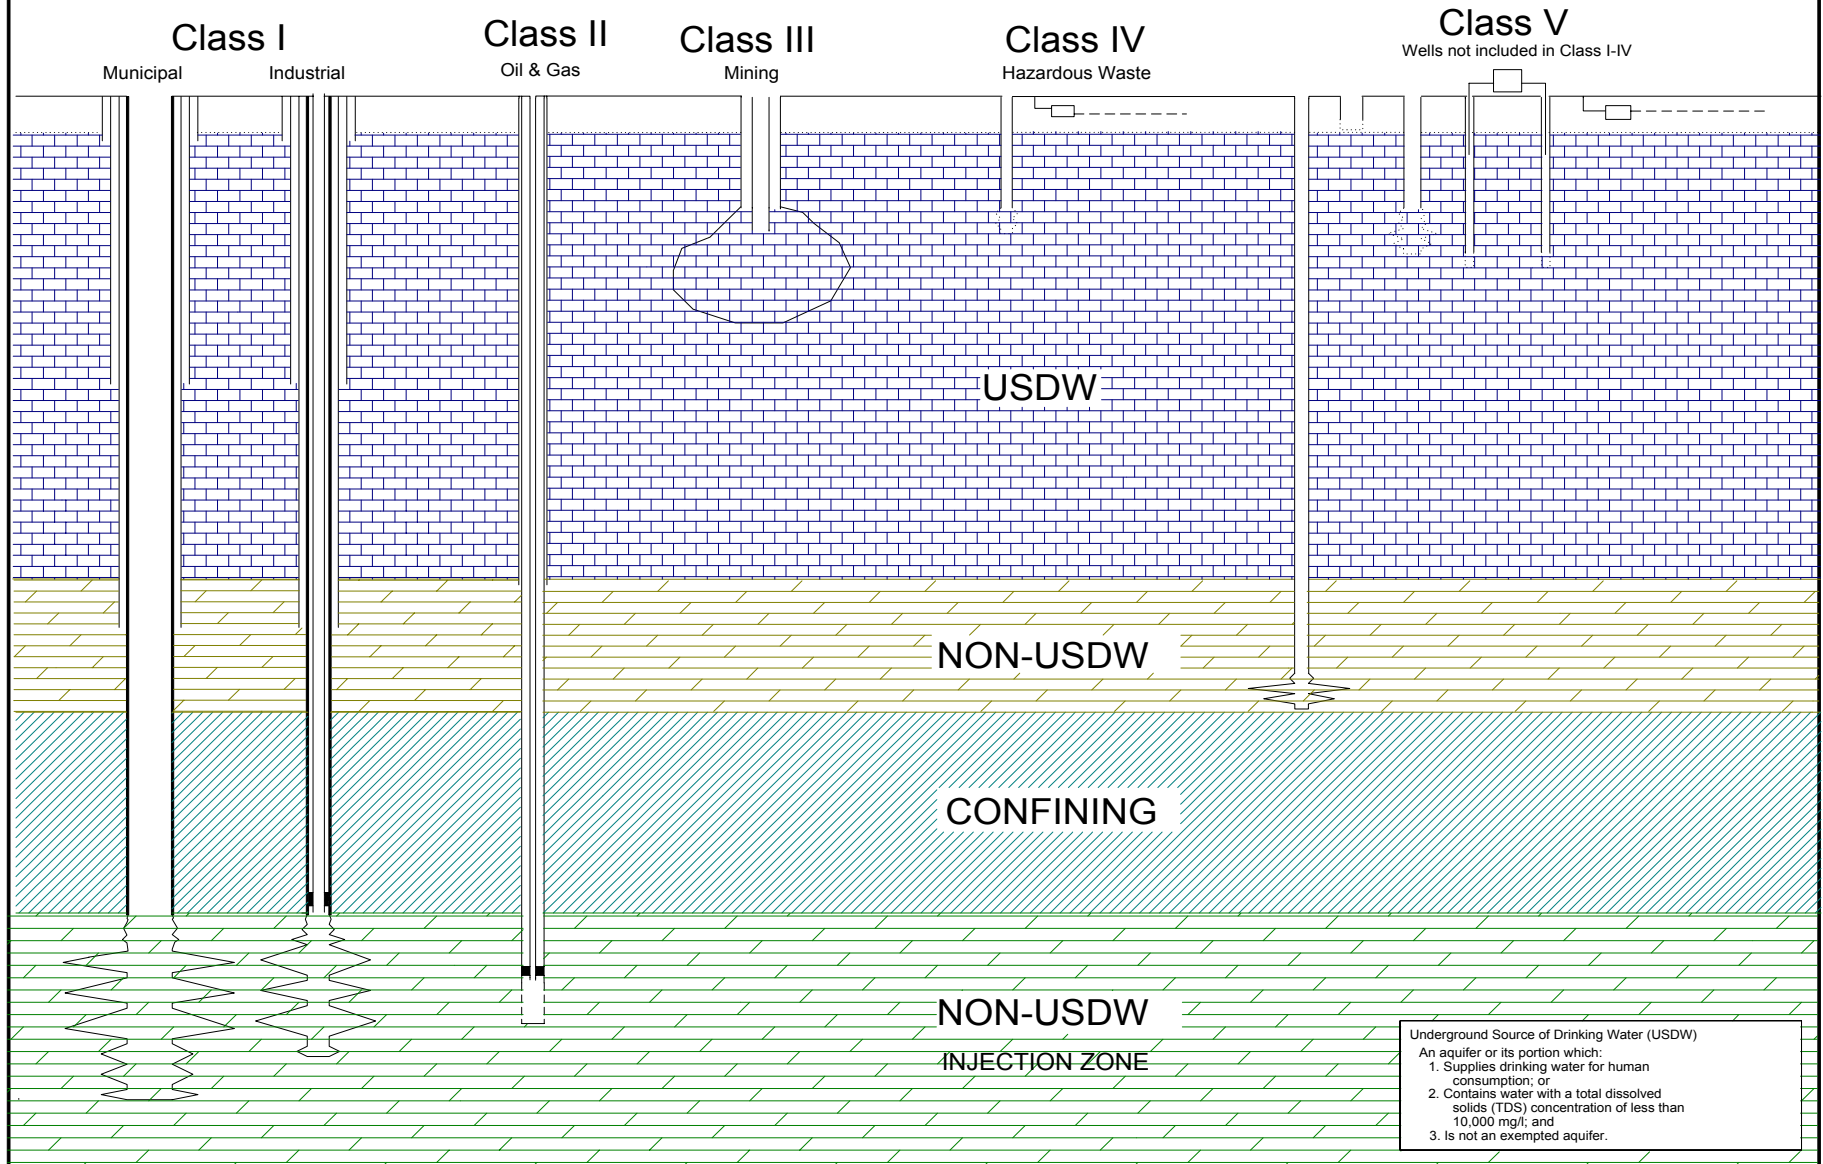 Class I
Municipal
Industrial
Class II
Oil & Gas
Class III
Mining
Class IV
Hazardous Waste
Class V
Wells not included in Class I-IV
USDW
NON-USDW
CONFINING
NON-USDW
INJECTION ZONE
Underground Source of Drinking Water (USDW)
An aquifer or its portion which:
1. Supplies drinking water for human
consumption; or
2. Contains water with a total dissolved
solids (TDS) concentration of less than
10,000 mg/l; and
3. Is not an exempted aquifer.